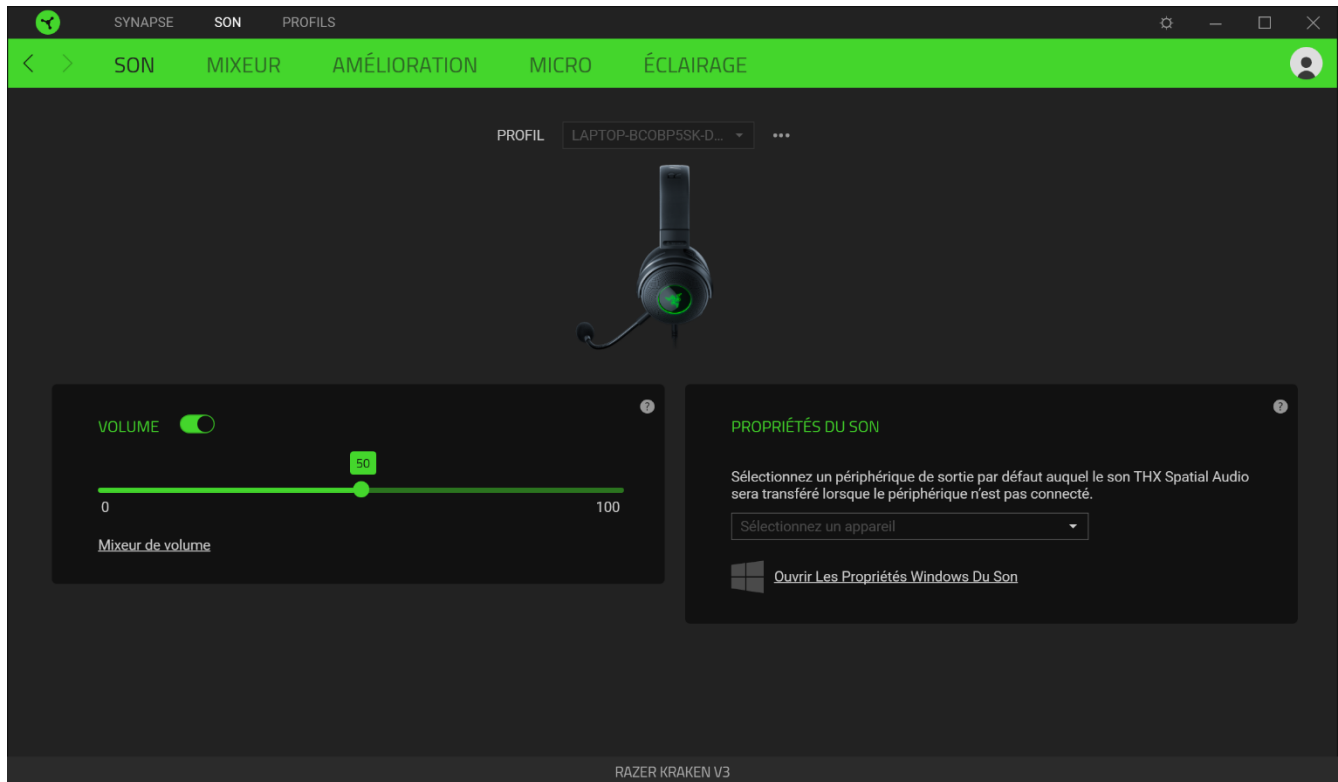 SYNAPSE SON PROFILS
SON MIXEUR AMÉLIORATION MICRO ÉCLAIRAGE
PROFIL LAPTOP-BCOBP5SK-D...
VOLUME
50
0 100
Mixeur de volume
PROPRIÉTÉS DU SON
Sélectionnez un périphérique de sortie par défaut auquel le son THX Spatial Audio
sera transféré lorsque le périphérique n'est pas connecté.
Sélectionnez un appareil
Ouvrir Les Propriétés Windows Du Son
RAZER KRAKEN V3